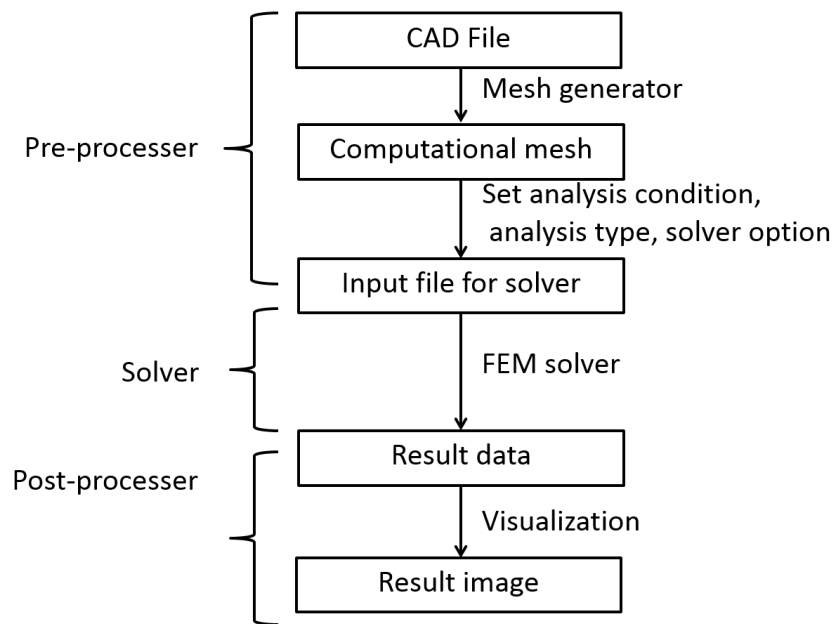 CAD File
Mesh generator
Pre-processer
Computational mesh
Set analysis condition,
analysis type, solver option
Input file for solver
Solver
FEM solver
Result data
Post-processer
Visualization
Result image